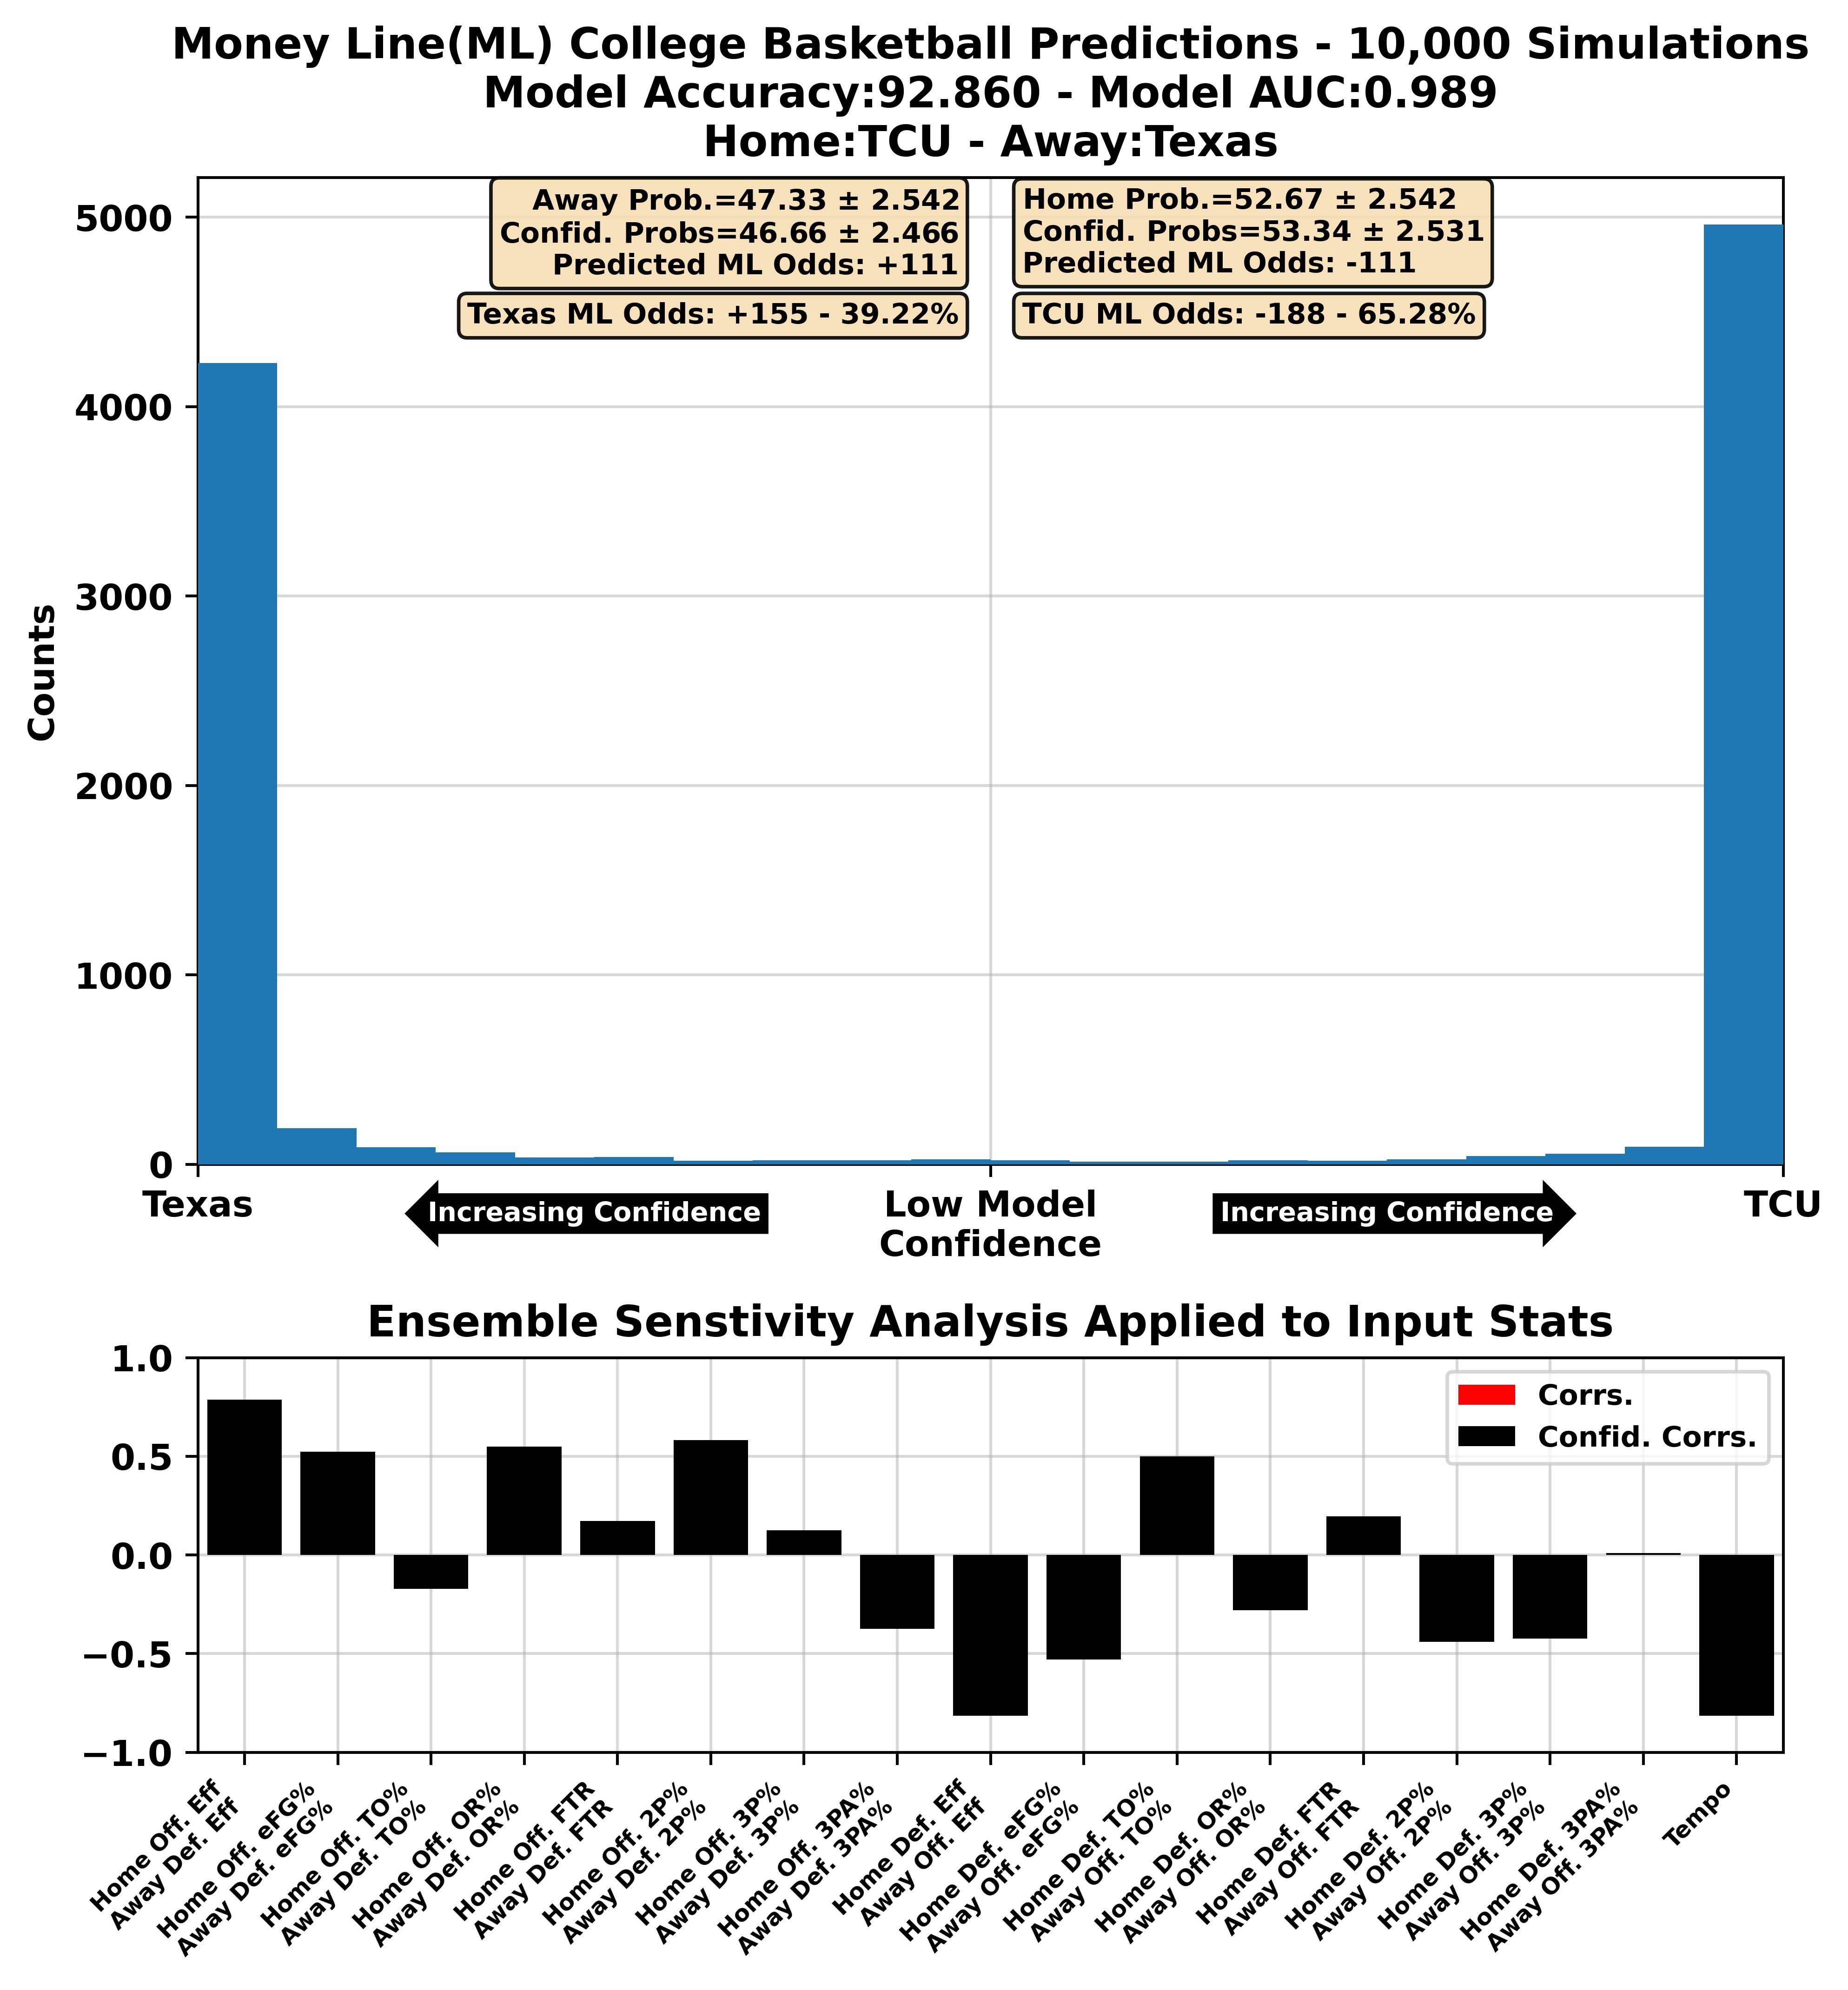 Money Line(ML) College Basketball Predictions - 10,000 Simulations
Model Accuracy:92.860 - Model AUC:0.989
Home:TCU - Away:Texas
Away Prob.=47.33 ± 2.542
Confid. Probs=46.66 ± 2.466
Predicted ML Odds: +111
Texas ML Odds: +155 - 39.22%
Home Prob.=52.67 ± 2.542
Confid. Probs=53.34 ± 2.531
Predicted ML Odds: -111
TCU ML Odds: -188 - 65.28%
Counts
5000
4000
3000
2000
1000
0
Texas
Increasing Confidence
Low Model
Confidence
Increasing Confidence
TCU
Ensemble Senstivity Analysis Applied to Input Stats
1.0
0.5
0.0
−0.5
−1.0
Corrs.
Confid. Corrs.
Home Off. Eff
Away Def. Eff
Home Off. eFG%
Away Def. eFG%
Home Off. TO%
Away Def. TO%
Home Off. OR%
Away Def. OR%
Home Off. FTR
Away Def. FTR
Home Off. 2P%
Away Def. 2P%
Home Off. 3P%
Away Def. 3P%
Home Off. 3PA%
Away Def. 3PA%
Home Def. Eff
Away Off. Eff
Home Def. eFG%
Away Off. eFG%
Home Def. TO%
Away Off. TO%
Home Def. OR%
Away Off. OR%
Home Def. FTR
Away Off. FTR
Home Def. 2P%
Away Off. 2P%
Home Def. 3P%
Away Off. 3P%
Home Def. 3PA%
Away Off. 3PA%
Tempo